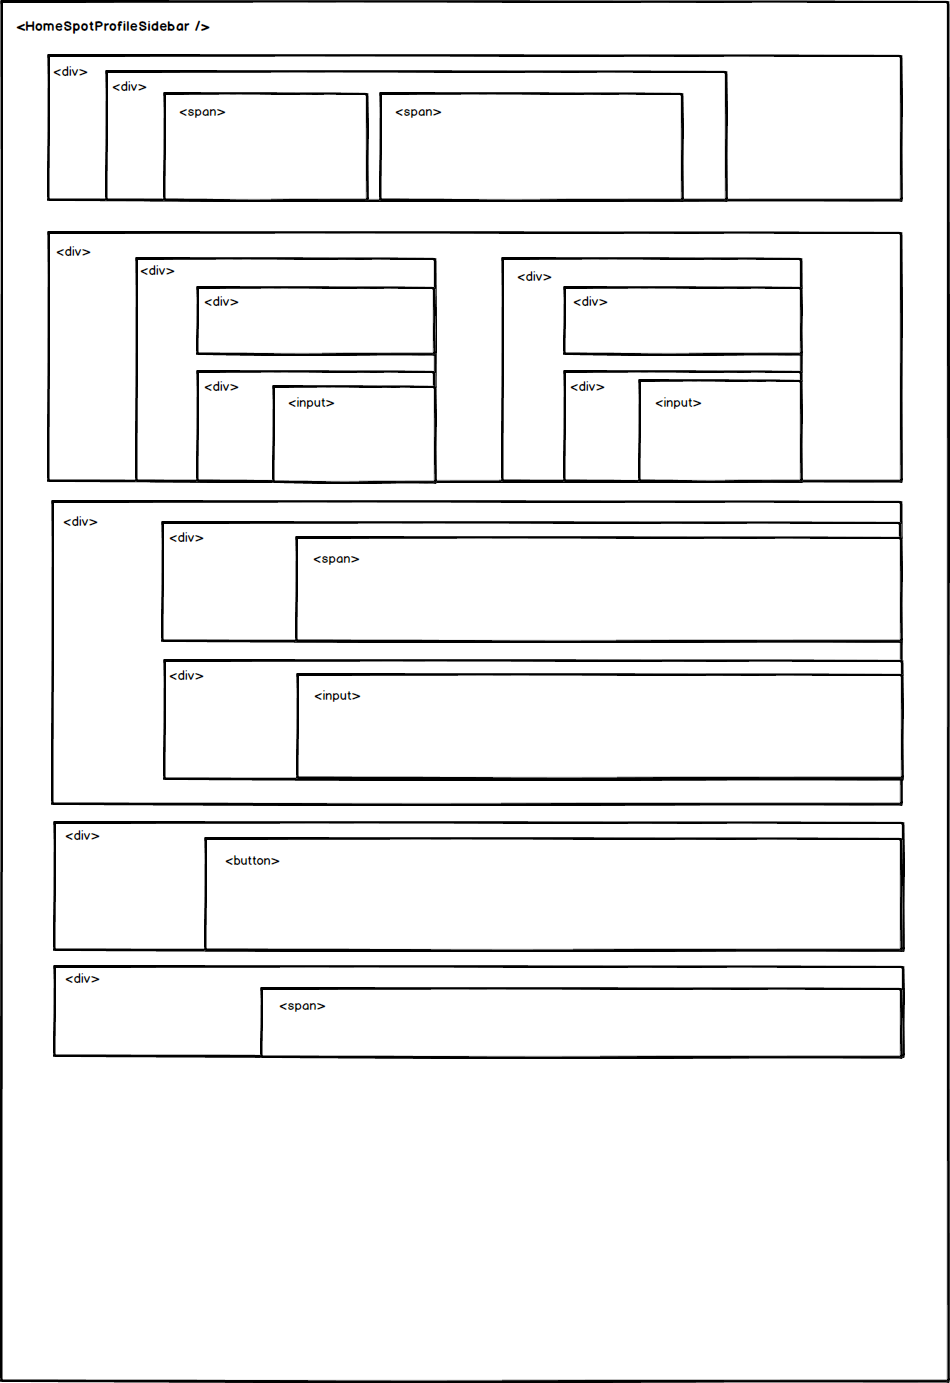 <HomeSpotProfileSidebar />
<div>
<div>
<span> <span>
<div>
<div> <div>
<div> <div>
<div> <input> <div> <input>
<div>
<div>
<span>
<div>
<input>
<div>
<button>
<div>
<span>